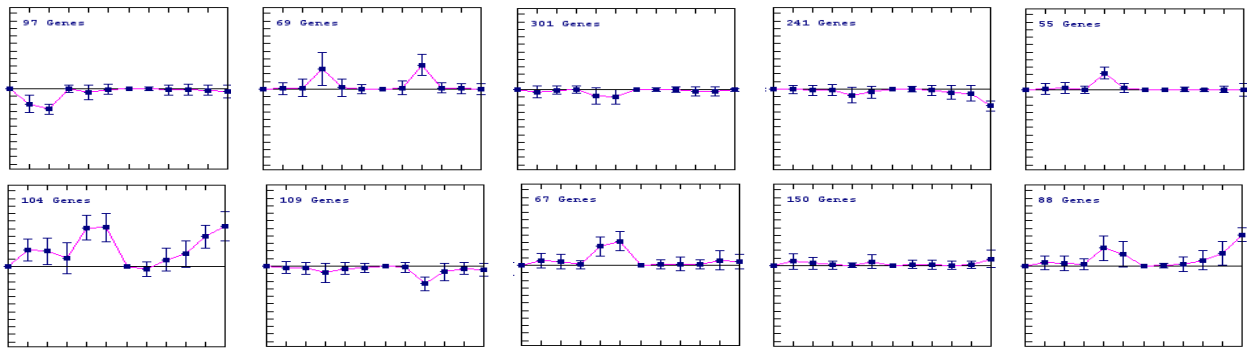 97 Genes
69 Genes
301 Genes
241 Genes
55 Genes
104 Genes
109 Genes
67 Genes
150 Genes
88 Genes